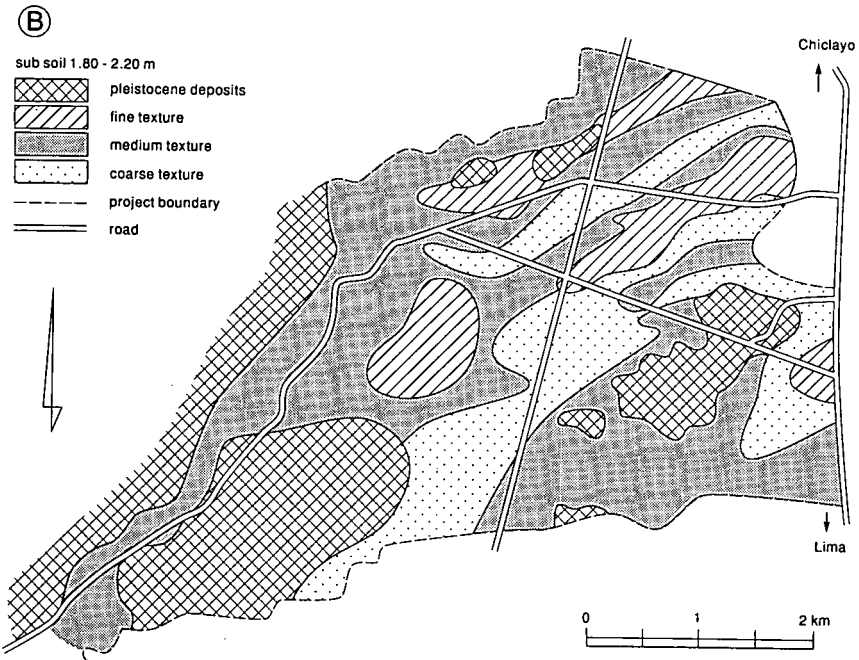 B
sub soil 1.80 - 2.20 m
pleistocene deposits
fine texture
medium texture
coarse texture
project boundary
road
Chiclayo
Lima
0 1 2 km